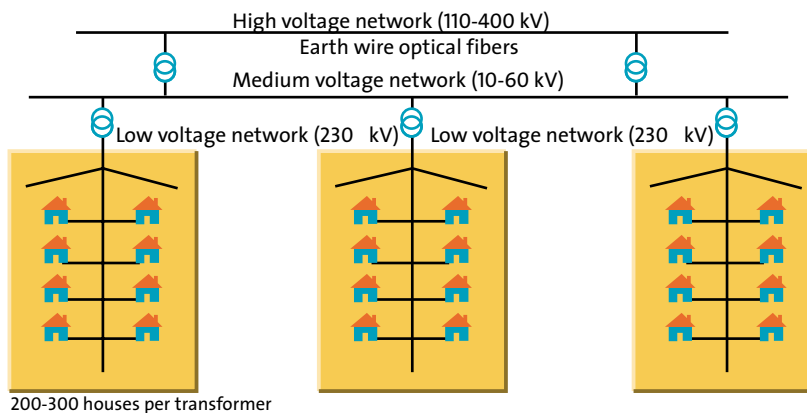 High voltage network (110-400 kV)
Earth wire optical fibers
Medium voltage network (10-60 kV)
Low voltage network (230 kV)
Low voltage network (230 kV)
200-300 houses per transformer